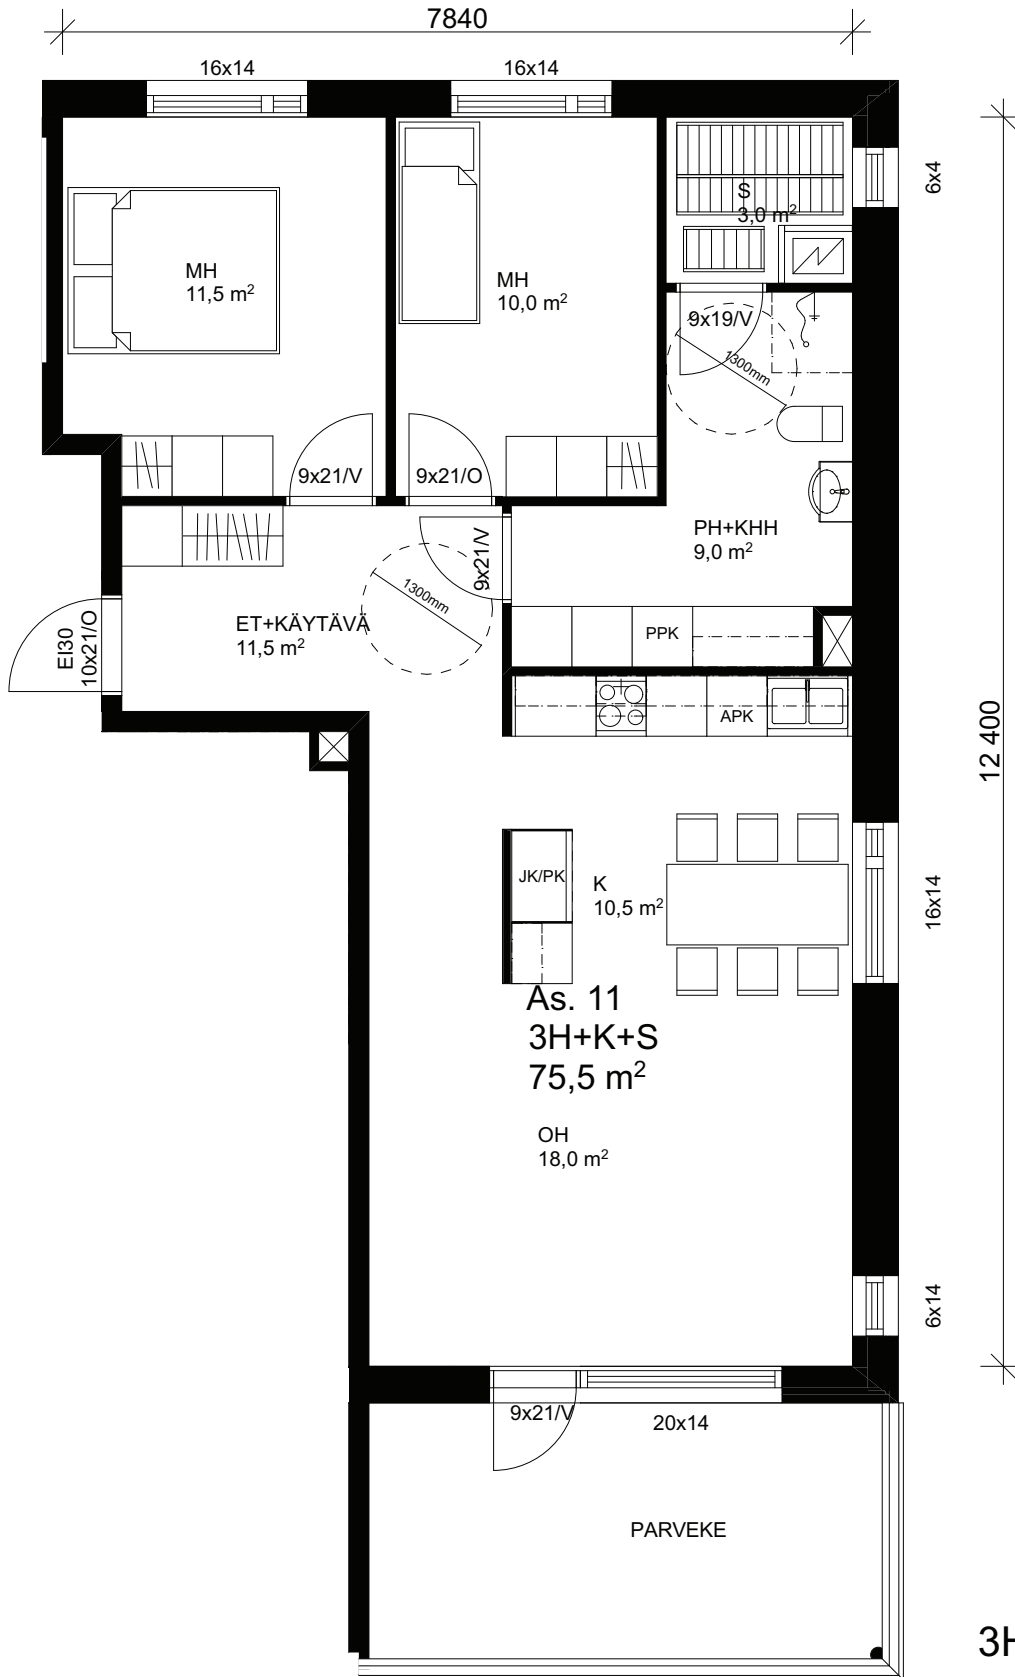 7840
16x14
16x14
6x4
S
3,0 m²
MH
11,5 m²
MH
10,0 m²
9x19/V
1300mm
9x21/V
9x21/O
9x21/V
PH+KHH
9,0 m²
1300mm
ET+KÄYTÄVÄ
11,5 m²
EI30
10x21/O
PPK
APK
12 400
JK/PK
K
10,5 m²
16x14
As. 11
3H+K+S
75,5 m²
OH
18,0 m²
6x14
9x21/V
20x14
PARVEKE
3H